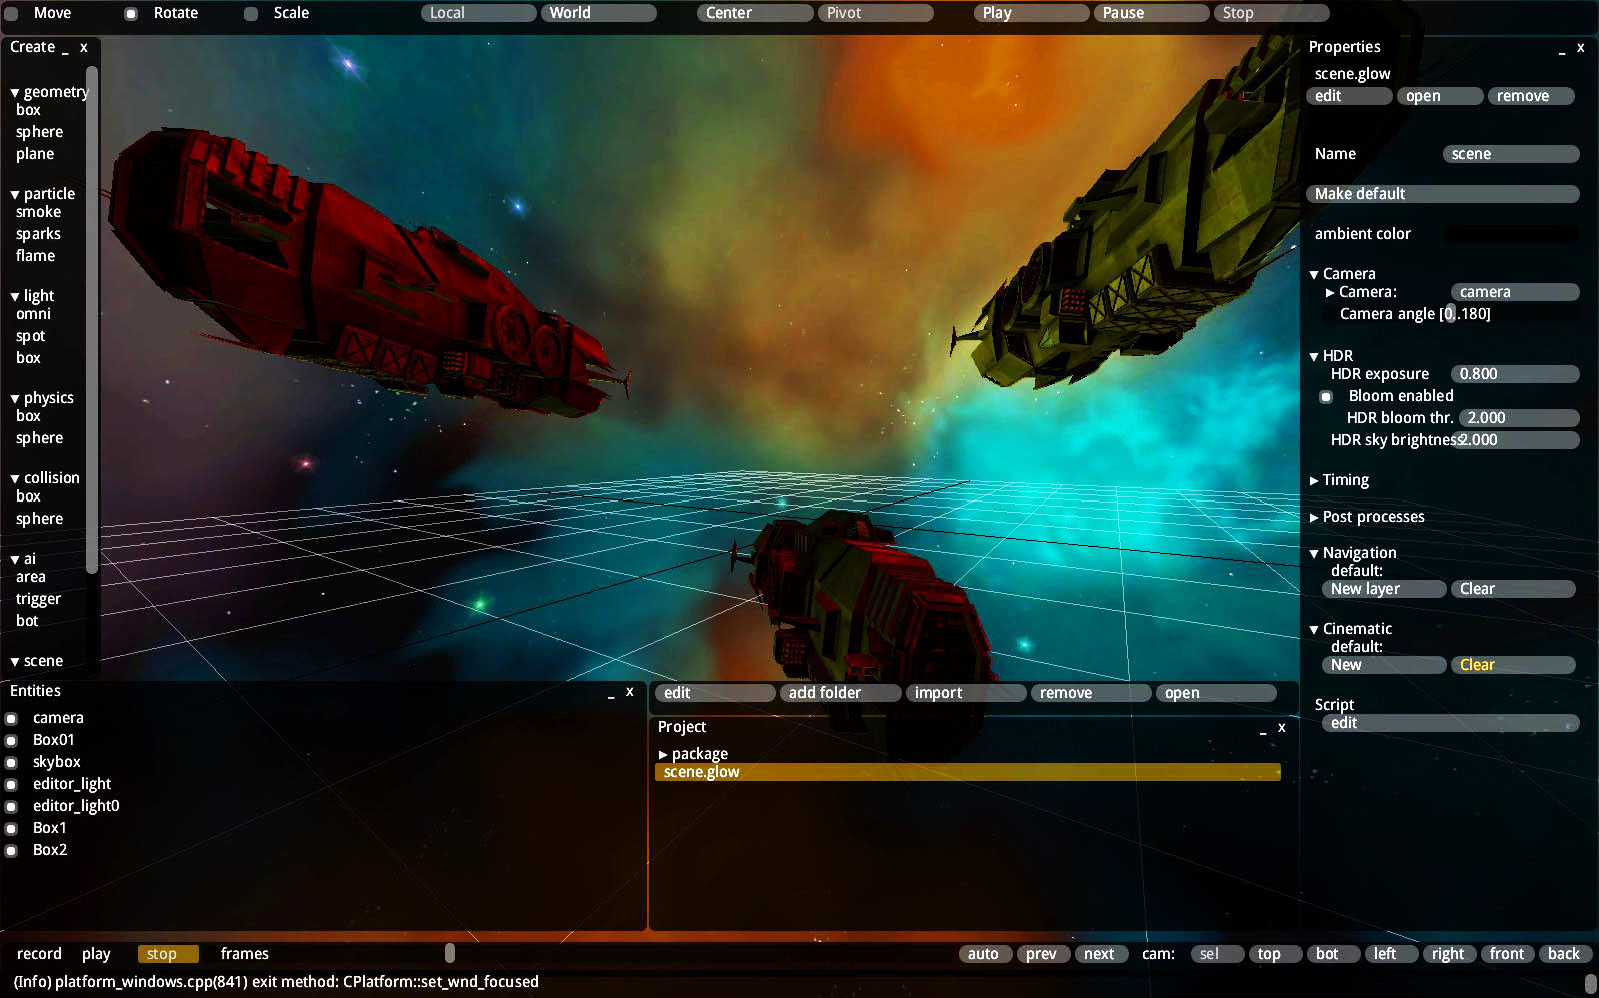 Move Rotate Scale Local World Center Pivot Play Pause Stop
Create _ x
▼ geometry
box
sphere
plane
▼ particle
smoke
sparks
flame
▼ light
omni
spot
box
▼ physics
box
sphere
▼ collision
box
sphere
▼ ai
area
trigger
bot
▼ scene
Properties _ x
scene.glow
edit open remove
Name scene
Make default
ambient color
▼ Camera
▶ Camera: camera
Camera angle [0..180]
▼ HDR
HDR exposure 0.800
Bloom enabled
HDR bloom thr. 2.000
HDR sky brightness 2.000
▶ Timing
▶ Post processes
▼ Navigation
default:
New layer Clear
▼ Cinematic
default:
New Clear
Script
edit
Entities _ x
camera
Box01
skybox
editor_light
editor_light0
Box1
Box2
edit add folder import remove open
Project _ x
▶ package
scene.glow
record play stop frames auto prev next cam: sel top bot left right front back
(Info) platform_windows.cpp(841) exit method: CPlatform::set_wnd_focused